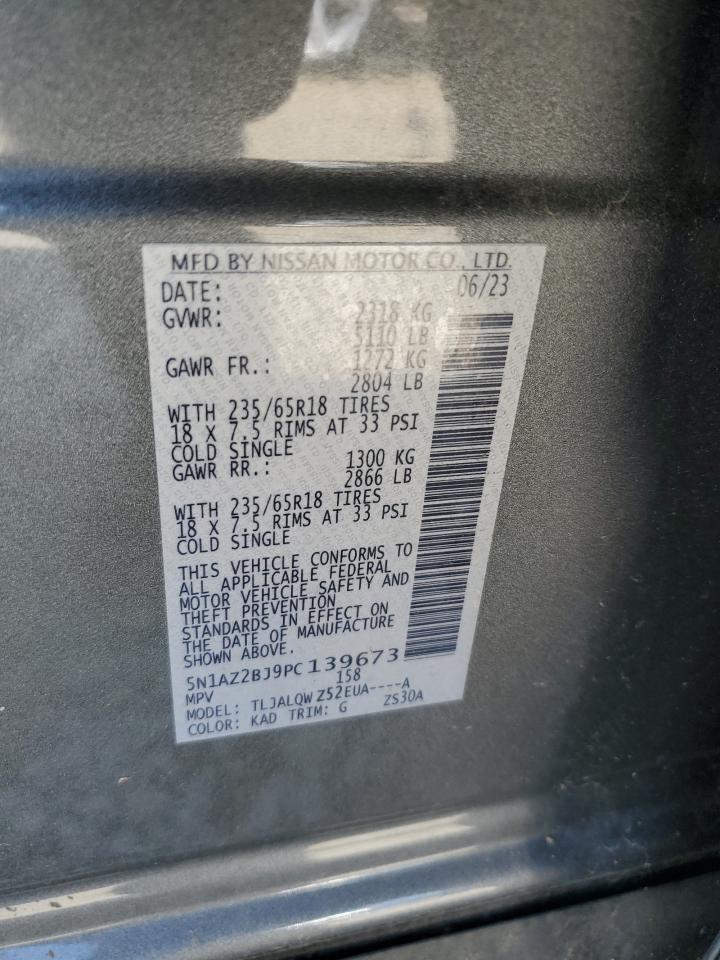 MFD BY NISSAN MOTOR CO., LTD.
DATE: 06/23
GVWR: 2318 KG
5110 LB
GAWR FR.: 1272 KG
2804 LB
WITH 235/65R18 TIRES
18 X 7.5 RIMS AT 33 PSI
COLD SINGLE
GAWR RR.: 1300 KG
2866 LB
WITH 235/65R18 TIRES
18 X 7.5 RIMS AT 33 PSI
COLD SINGLE
THIS VEHICLE CONFORMS TO
ALL APPLICABLE FEDERAL
MOTOR VEHICLE SAFETY AND
THEFT PREVENTION
STANDARDS IN EFFECT ON
THE DATE OF MANUFACTURE
SHOWN ABOVE.
5N1AZ2BJ9PC139673
MPV 158
MODEL: TLJALQWZ52EUA----A
COLOR: KAD TRIM: G ZS30A